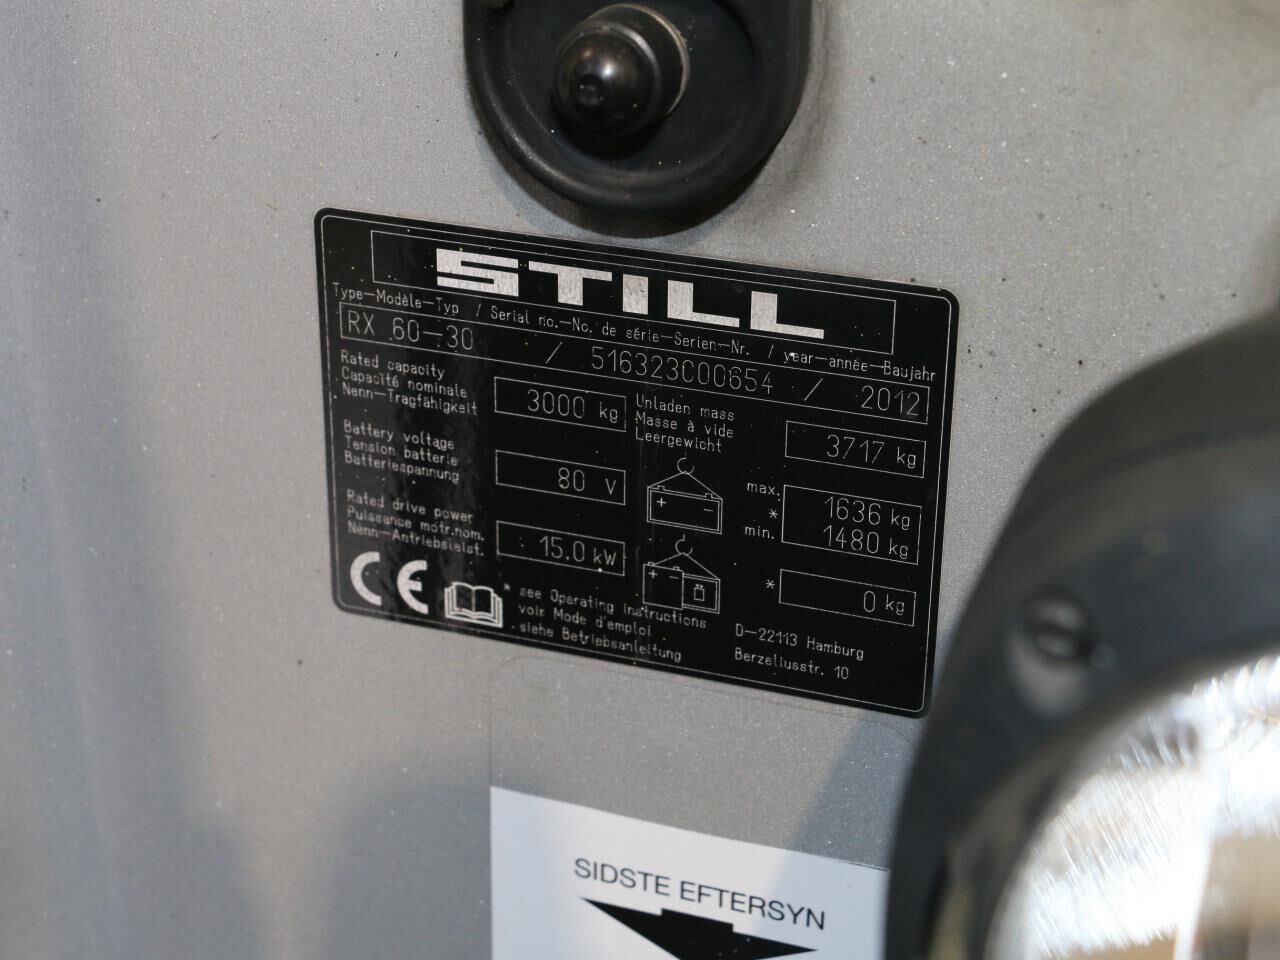 STILL
Type—Modèle—Typ / Serial no.—No. de série—Serien—Nr. / year—année—Baujahr
RX 60—30 / 516323C00654 / 2012
Rated capacity
Capacité nominale
Nenn—Tragfähigkeit
3000 kg
Unladen mass
Masse à vide
Leergewicht
3717 kg
Battery voltage
Tension batterie
Batteriespannung
80 V
max.
*
min.
1636 kg
1480 kg
Rated drive power
Puissance motr.nom.
Nenn—Antriebsleist.
15.0 kW
* 0 kg
CE
* see Operating instructions
voir Mode d'emploi
siehe Betriebsanleitung
D—22113 Hamburg
Berzeliusstr. 10
SIDSTE EFTERSYN